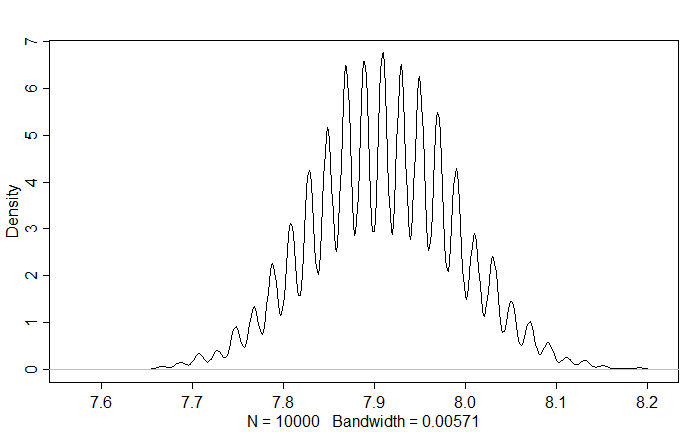 Density
0 1 2 3 4 5 6 7
7.6 7.7 7.8 7.9 8.0 8.1 8.2
N = 10000 Bandwidth = 0.00571